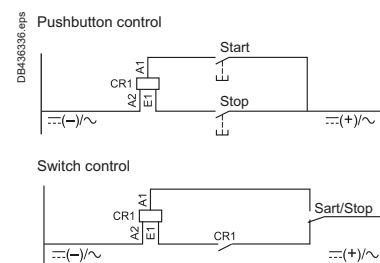 DB436336.eps
Pushbutton control
Start
A1
CR1
A2
E1
Stop
(–)/~
(+)/~
Switch control
A1
CR1
Sart/Stop
A2
E1
CR1
(–)/~
(+)/~